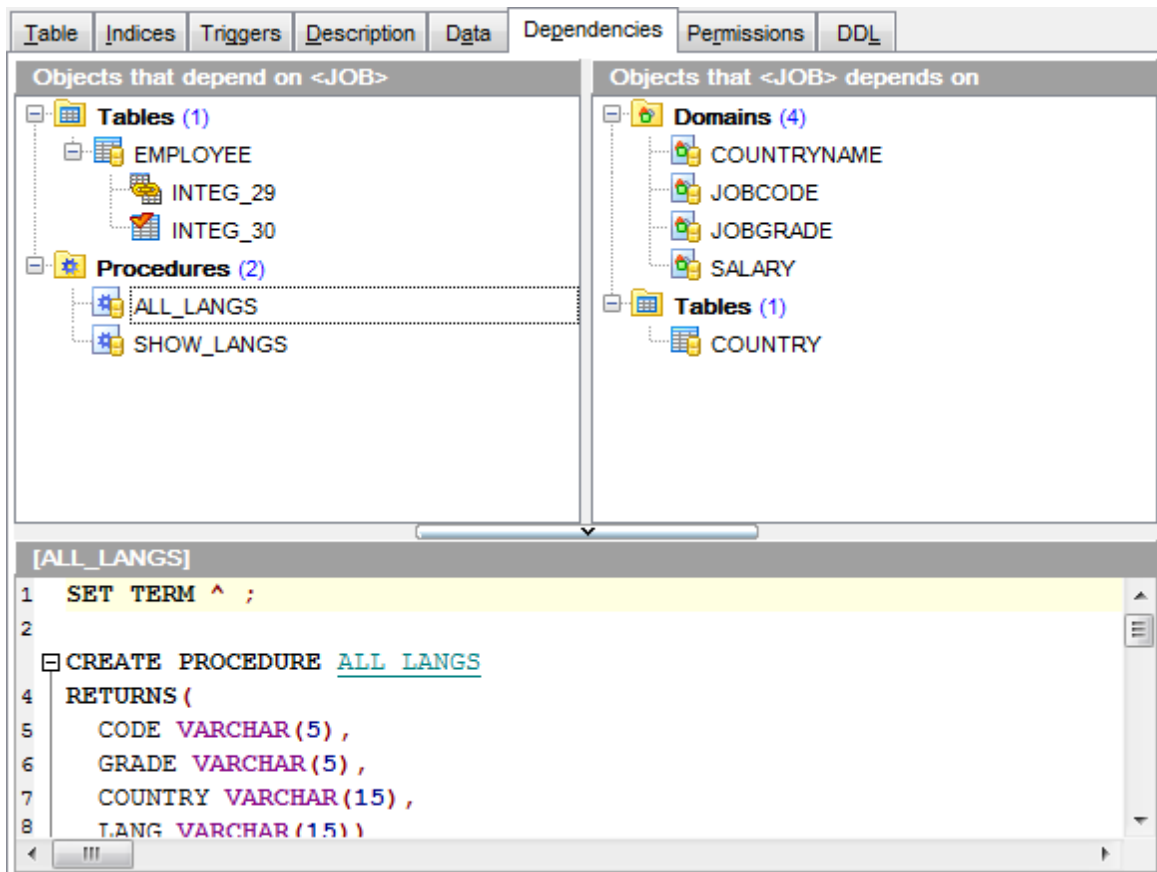 Table Indices Triggers Description Data Dependencies Permissions DDL
Objects that depend on <JOB>
Tables (1)
EMPLOYEE
INTEG_29
INTEG_30
Procedures (2)
ALL_LANGS
SHOW_LANGS
Objects that <JOB> depends on
Domains (4)
COUNTRYNAME
JOBCODE
JOBGRADE
SALARY
Tables (1)
COUNTRY
[ALL_LANGS]
1 SET TERM ^ ;
2
CREATE PROCEDURE ALL_LANGS
4 RETURNS(
5 CODE VARCHAR(5),
6 GRADE VARCHAR(5),
7 COUNTRY VARCHAR(15),
8 LANG VARCHAR(15))